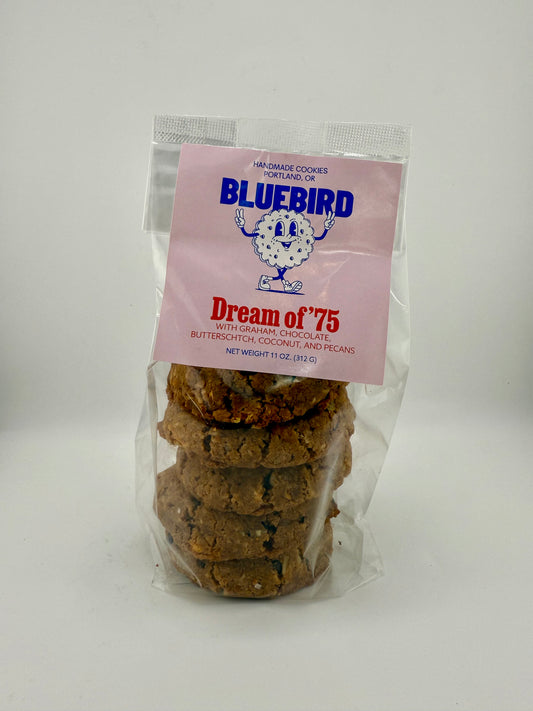 HANDMADE COOKIES
PORTLAND, OR
BLUEBIRD
Dream of '75
WITH GRAHAM, CHOCOLATE,
BUTTERSCHTCH, COCONUT, AND PECANS
NET WEIGHT 11 OZ. (312 G)